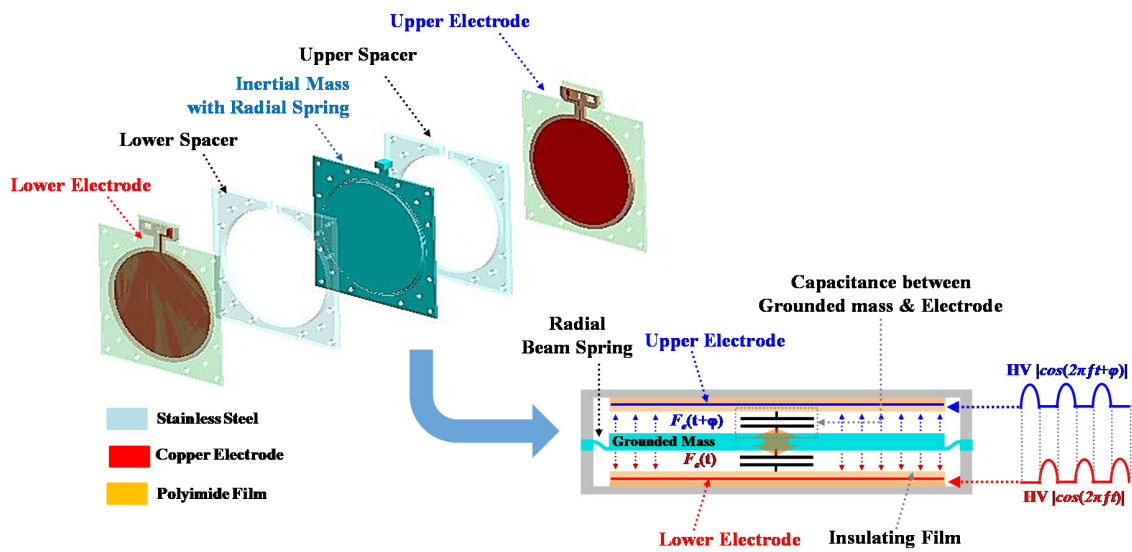 Upper Electrode
Upper Spacer
Inertial Mass
with Radial Spring
Lower Spacer
Lower Electrode
Capacitance between
Grounded mass & Electrode
Radial
Beam Spring
Upper Electrode
HV |cos(2πft+φ)|
Fe(t+φ)
Grounded Mass
Fe(t)
HV |cos(2πft)|
Lower Electrode
Insulating Film
Stainless Steel
Copper Electrode
Polyimide Film